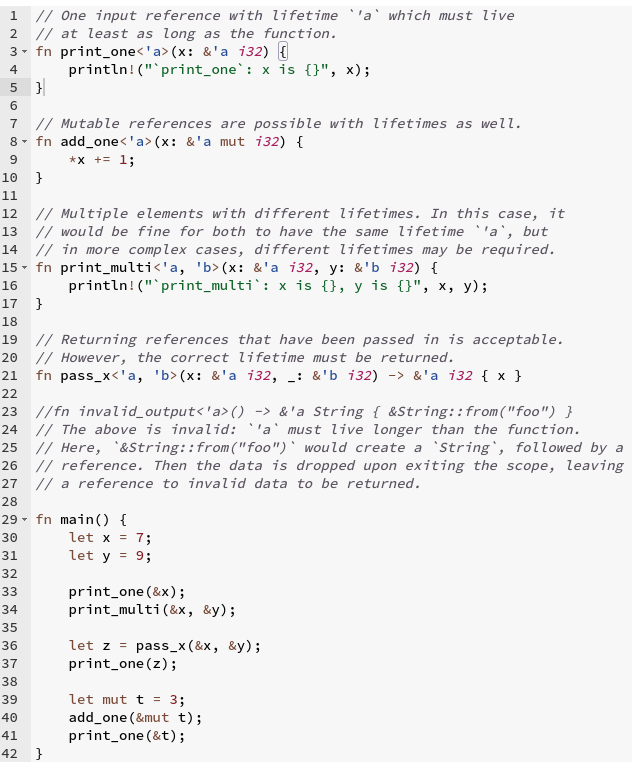 1 // One input reference with lifetime `'a` which must live
2 // at least as long as the function.
3 fn print_one<'a>(x: &'a i32) {
4     println!("`print_one`: x is {}", x);
5 }
6
7 // Mutable references are possible with lifetimes as well.
8 fn add_one<'a>(x: &'a mut i32) {
9     *x += 1;
10 }
11
12 // Multiple elements with different lifetimes. In this case, it
13 // would be fine for both to have the same lifetime `'a`, but
14 // in more complex cases, different lifetimes may be required.
15 fn print_multi<'a, 'b>(x: &'a i32, y: &'b i32) {
16     println!("`print_multi`: x is {}, y is {}", x, y);
17 }
18
19 // Returning references that have been passed in is acceptable.
20 // However, the correct lifetime must be returned.
21 fn pass_x<'a, 'b>(x: &'a i32, _: &'b i32) -> &'a i32 { x }
22
23 //fn invalid_output<'a>() -> &'a String { &String::from("foo") }
24 // The above is invalid: `'a` must live longer than the function.
25 // Here, `&String::from("foo")` would create a `String`, followed by a
26 // reference. Then the data is dropped upon exiting the scope, leaving
27 // a reference to invalid data to be returned.
28
29 fn main() {
30     let x = 7;
31     let y = 9;
32
33     print_one(&x);
34     print_multi(&x, &y);
35
36     let z = pass_x(&x, &y);
37     print_one(z);
38
39     let mut t = 3;
40     add_one(&mut t);
41     print_one(&t);
42 }